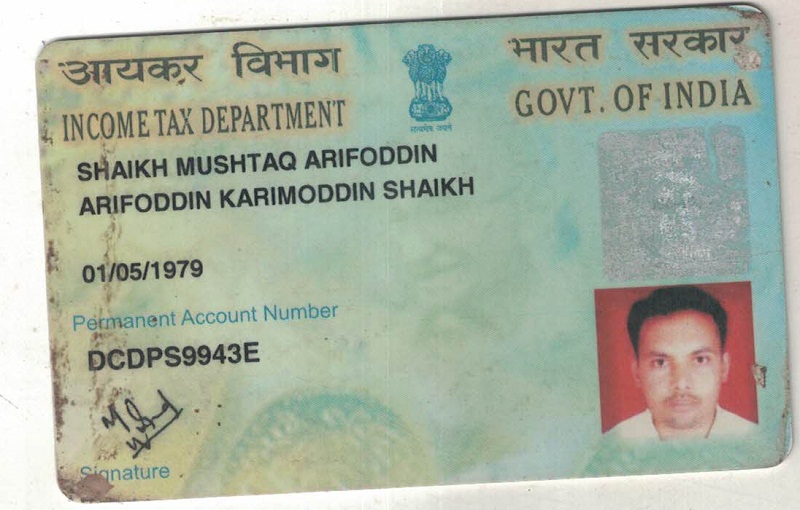 आयकर विभाग भारत सरकार
INCOME TAX DEPARTMENT GOVT. OF INDIA
सत्यमेव जयते
SHAIKH MUSHTAQ ARIFODDIN
ARIFODDIN KARIMODDIN SHAIKH
01/05/1979
Permanent Account Number
DCDPS9943E
Signature